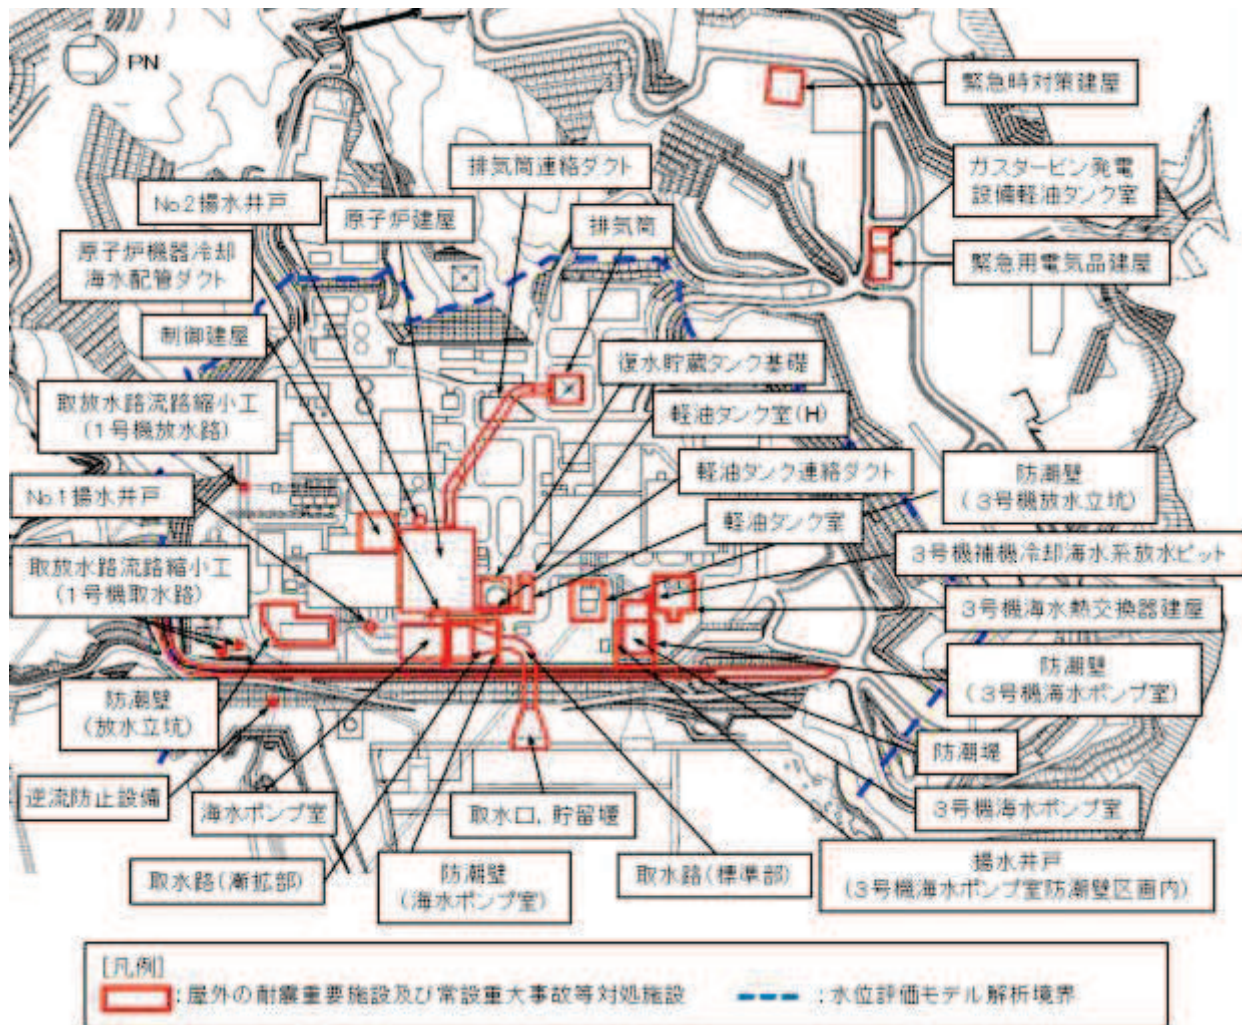 PN
緊急時対策建屋
排気筒連絡ダクト
ガスタービン発電
設備軽油タンク室
No.2揚水井戸
原子炉建屋
排気筒
原子炉機器冷却
海水配管ダクト
緊急用電気品建屋
制御建屋
復水貯蔵タンク基礎
取放水路流路縮小工
(1号機放水路)
軽油タンク室(H)
軽油タンク連絡ダクト
防潮壁
(3号機放水立坑)
No.1揚水井戸
軽油タンク室
3号機補機冷却海水系放水ピット
取放水路流路縮小工
(1号機取水路)
3号機海水熱交換器建屋
防潮壁
(3号機海水ポンプ室)
防潮壁
(放水立坑)
防潮堤
逆流防止設備
海水ポンプ室
取水口,貯留堰
3号機海水ポンプ室
取水路(漸拡部)
防潮壁
(海水ポンプ室)
取水路(標準部)
揚水井戸
(3号機海水ポンプ室防潮壁区画内)
[凡例]
:屋外の耐震重要施設及び常設重大事故等対処施設
:水位評価モデル解析境界